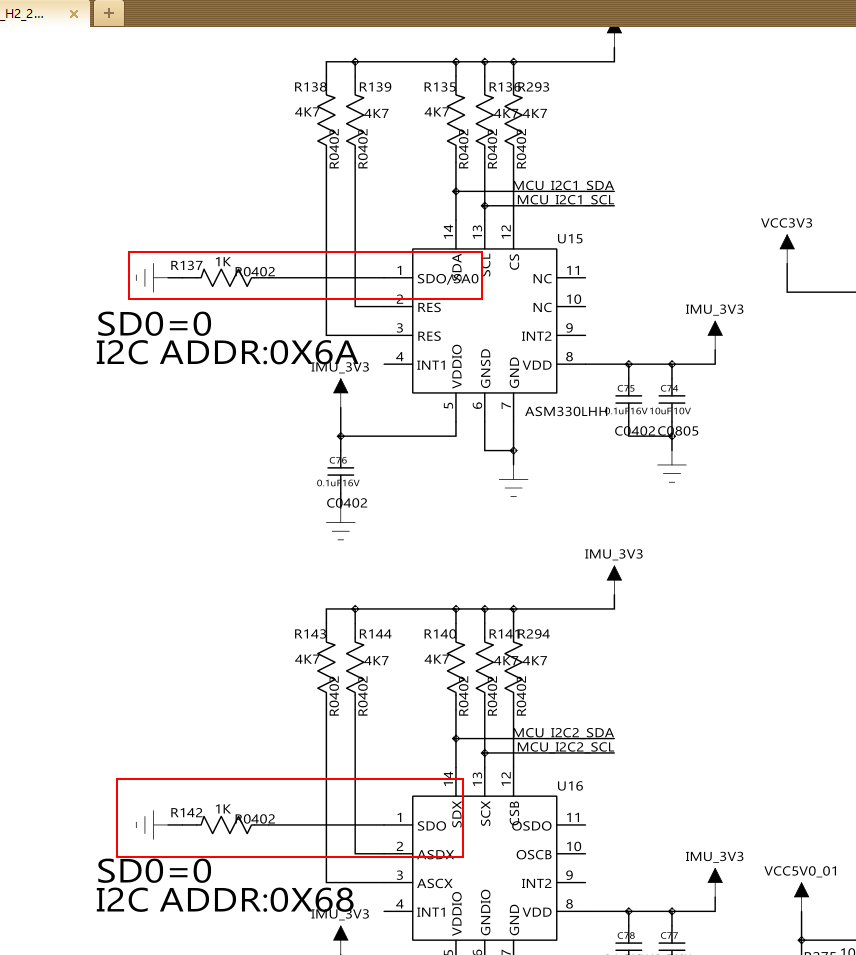 _H2_2...
R138
R139
R135
R136
R293
4K7
4K7
4K7
4K7
4K7
R0402
R0402
R0402
R0402
R0402
MCU_I2C1_SDA
MCU_I2C1_SCL
14
13
12
U15
VCC3V3
R137
1K
R0402
1
SDO/SA0
SDA
SCL
CS
NC
11
2
RES
NC
10
IMU_3V3
SD0=0
3
RES
INT2
9
I2C ADDR:0X6A
IMU_3V3
4
INT1
VDDIO
GNSD
GND
VDD
8
5
6
7
ASM330LHH
C75
C74
0.1uF16V
10uF10V
C0402
C0805
C76
0.1uF16V
C0402
IMU_3V3
R143
R144
R140
R141
R294
4K7
4K7
4K7
4K7
4K7
R0402
R0402
R0402
R0402
R0402
MCU_I2C2_SDA
MCU_I2C2_SCL
14
13
12
U16
R142
1K
R0402
1
SDO
SDX
SCX
CSB
OSDO
11
2
ASDX
OSCB
10
IMU_3V3
SD0=0
3
ASCX
INT2
9
VCC5V0_01
I2C ADDR:0X68
IMU_3V3
4
INT1
VDDIO
GNDIO
GND
VDD
8
C78
C77
5
6
7